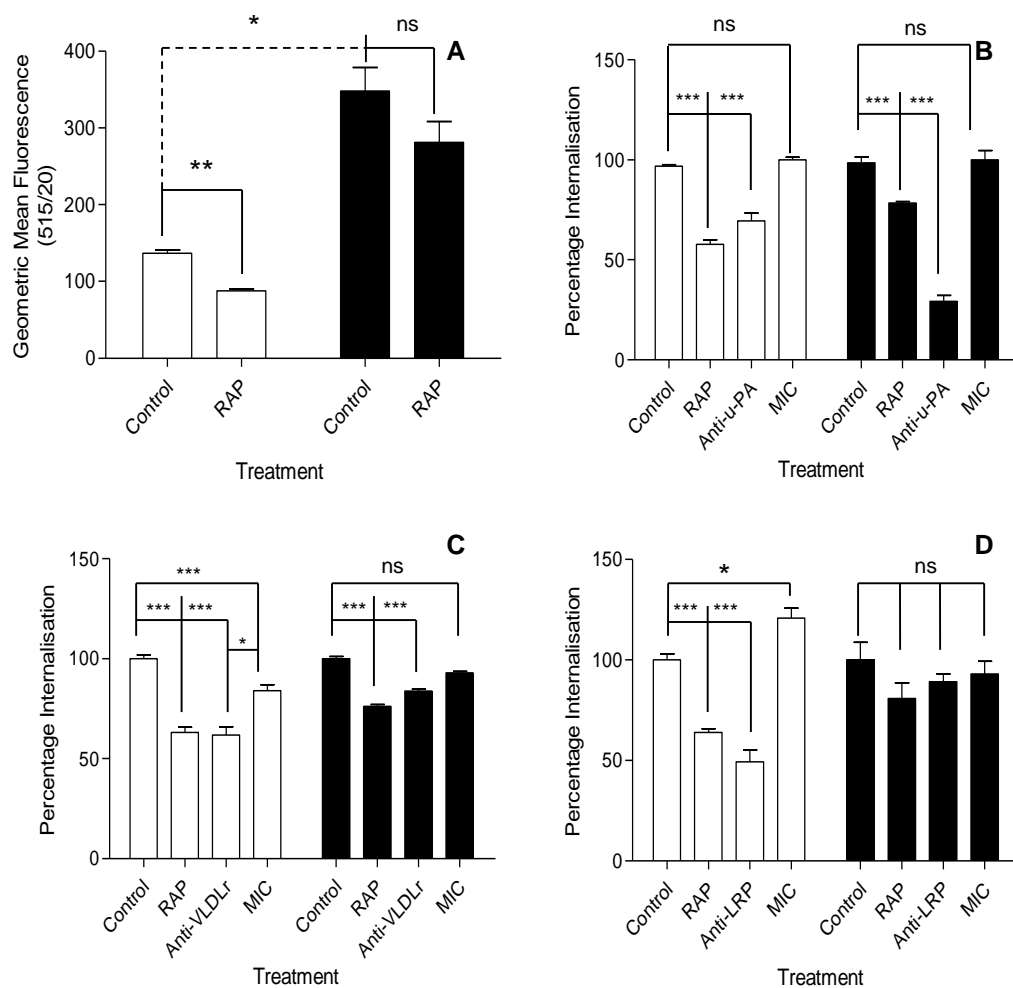 A
*
ns
400
300
200
100
0
**
Geometric Mean Fluorescence
(515/20)
Control
RAP
Control
RAP
Treatment
B
ns
ns
150
100
50
0
*** ***
*** ***
Percentage Internalisation
Control
RAP
Anti-u-PA
MIC
Control
RAP
Anti-u-PA
MIC
Treatment
C
***
ns
150
100
50
0
*** ***
*
*** ***
Percentage Internalisation
Control
RAP
Anti-VLDLr
MIC
Control
RAP
Anti-VLDLr
MIC
Treatment
D
*
ns
150
100
50
0
*** ***
Percentage Internalisation
Control
RAP
Anti-LRP
MIC
Control
RAP
Anti-LRP
MIC
Treatment